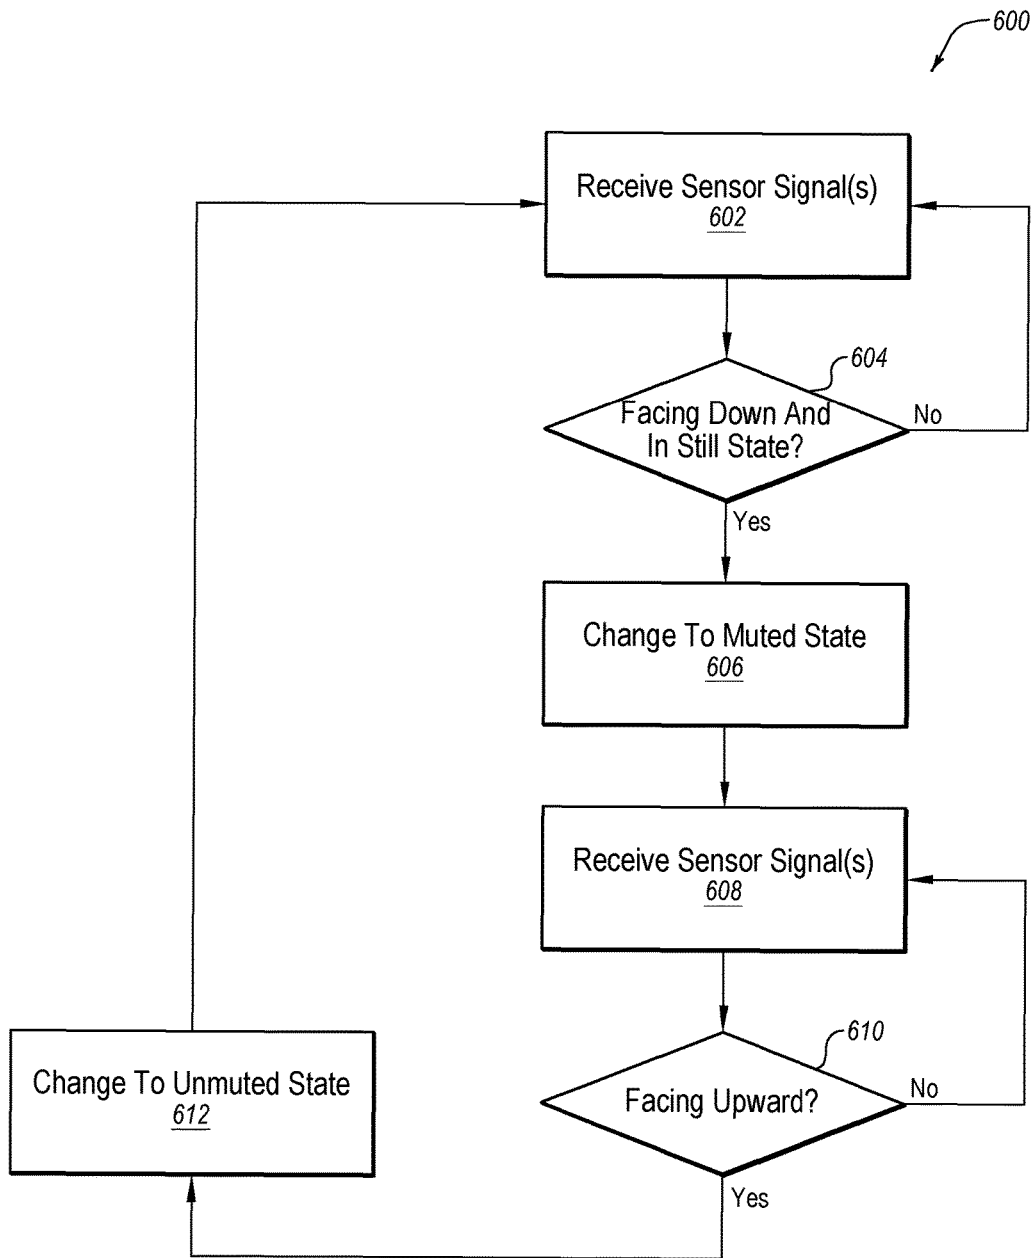 600
Receive Sensor Signal(s)
602
604
Facing Down And
In Still State?
No
Yes
Change To Muted State
606
Receive Sensor Signal(s)
608
610
Facing Upward?
No
Yes
Change To Unmuted State
612